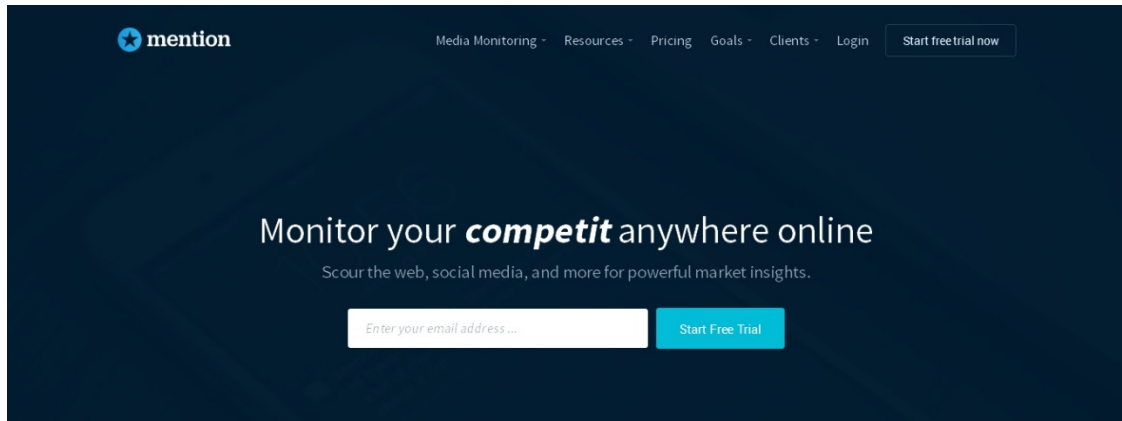 mention
Media Monitoring Resources Pricing Goals Clients Login Start free trial now
Monitor your competit anywhere online
Scour the web, social media, and more for powerful market insights.
Enter your email address ... Start Free Trial